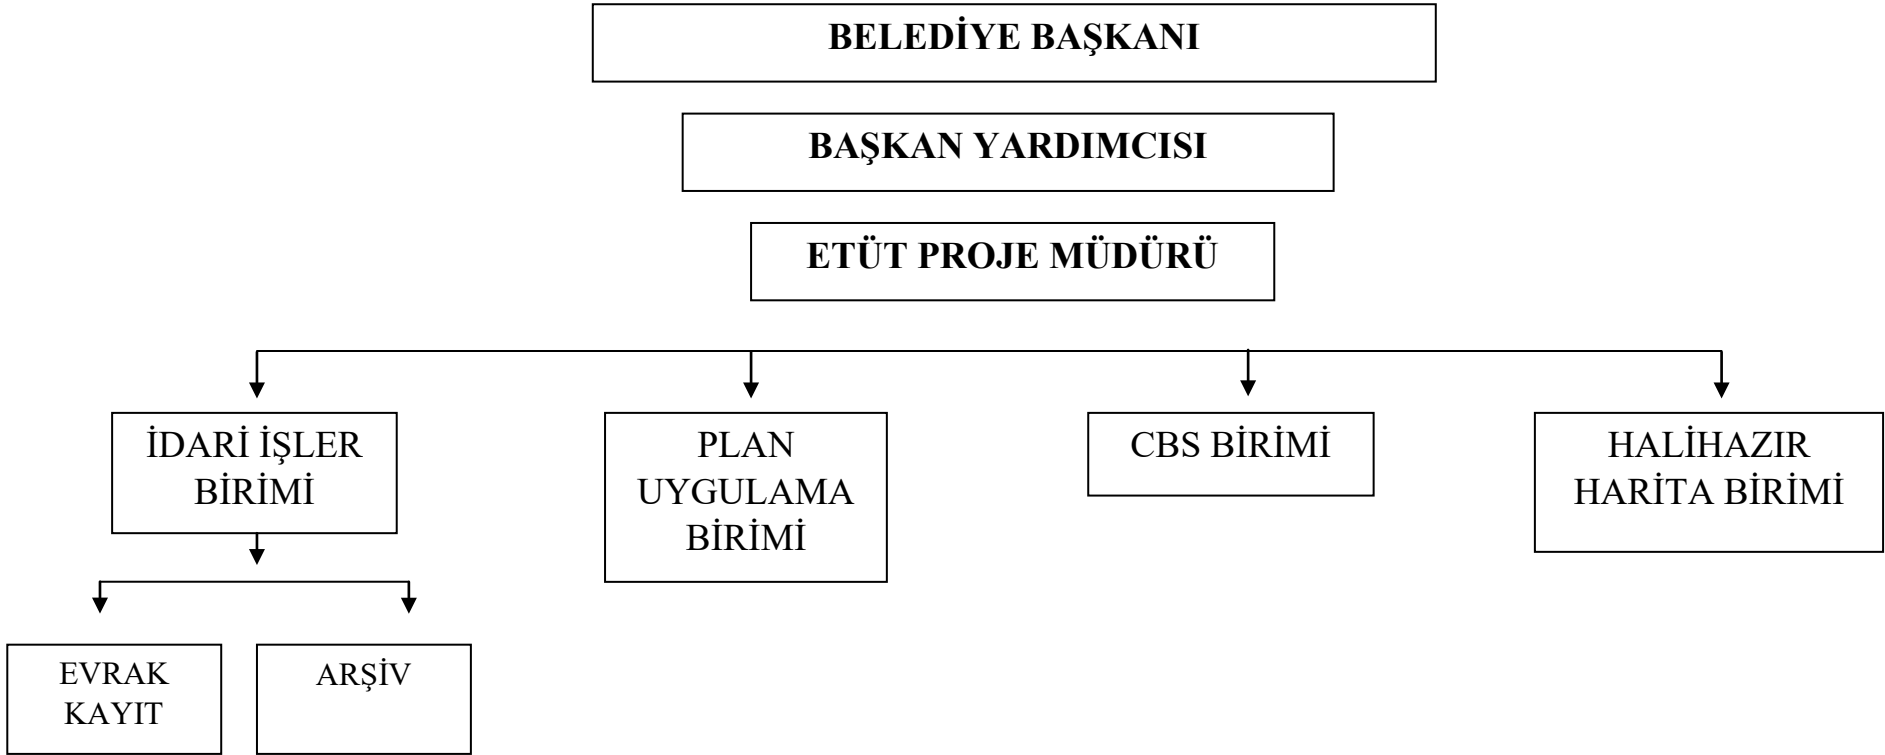 BELEDİYE BAŞKANI
BAŞKAN YARDIMCISI
ETÜT PROJE MÜDÜRÜ
İDARİ İŞLER
BİRİMİ
PLAN
UYGULAMA
BİRİMİ
CBS BİRİMİ
HALİHAZIR
HARİTA BİRİMİ
EVRAK
KAYIT
ARŞİV